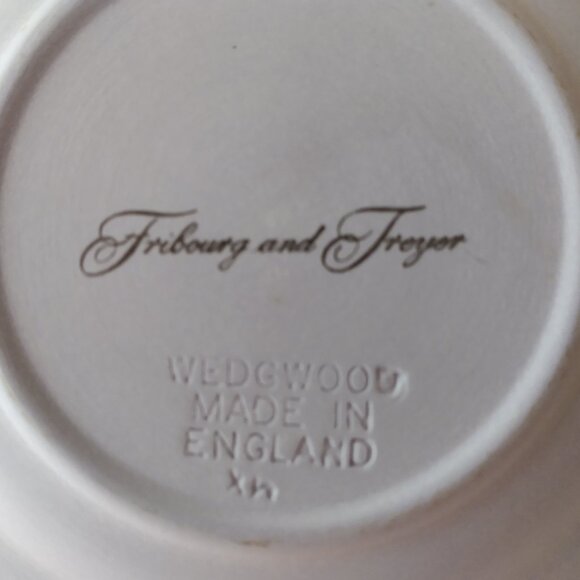 Fribourg and Treyer
WEDGWOOD
MADE IN
ENGLAND